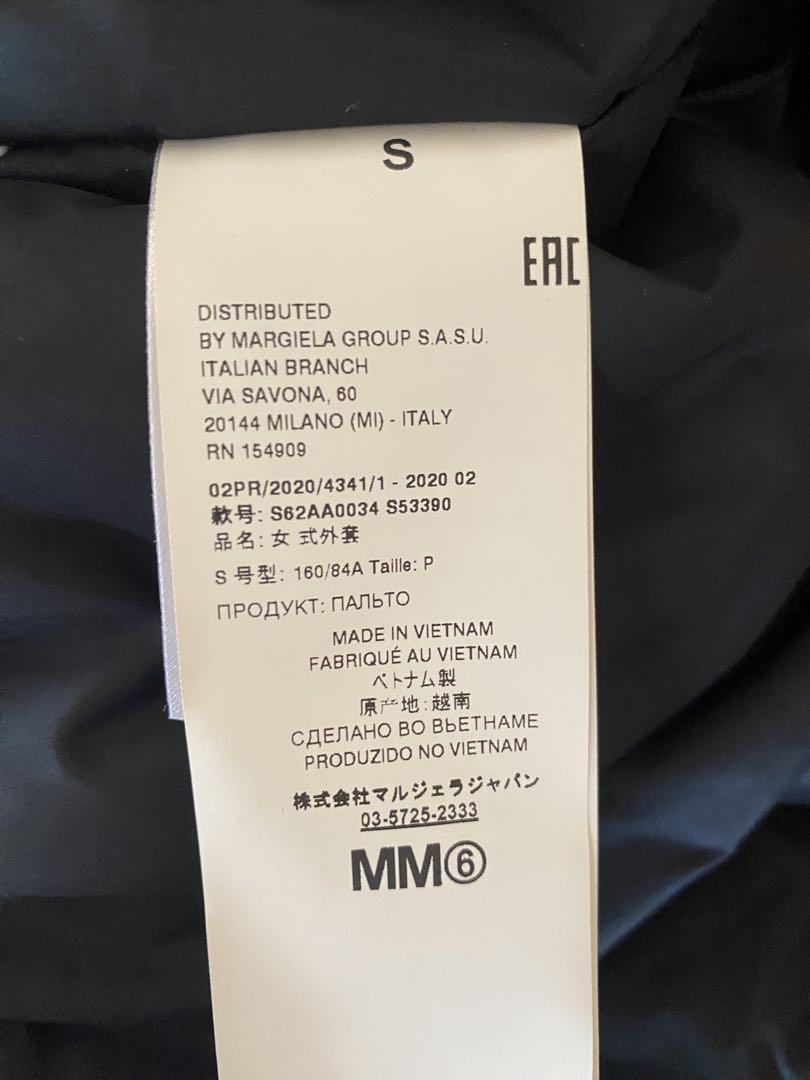 S
EAC
DISTRIBUTED
BY MARGIELA GROUP S.A.S.U.
ITALIAN BRANCH
VIA SAVONA, 60
20144 MILANO (MI) - ITALY
RN 154909
02PR/2020/4341/1 - 2020 02
款号: S62AA0034 S53390
品名: 女 式外套
S 号型: 160/84A Taille: P
ПРОДУКТ: ПАЛЬТО
MADE IN VIETNAM
FABRIQUÉ AU VIETNAM
ベトナム製
原产地: 越南
СДЕЛАНО ВО ВЬЕТНАМЕ
PRODUZIDO NO VIETNAM
株式会社マルジェラジャパン
03-5725-2333
MM⑥